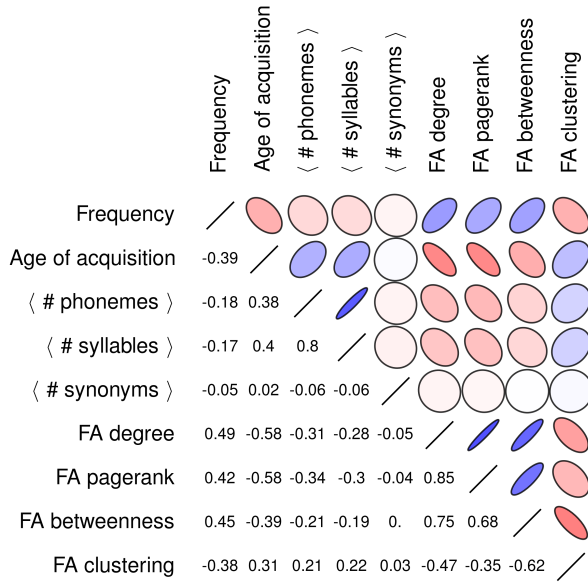 Frequency
Age of acquisition
⟨ # phonemes ⟩
⟨ # syllables ⟩
⟨ # synonyms ⟩
FA degree
FA pagerank
FA betweenness
FA clustering
Frequency
Age of acquisition -0.39
⟨ # phonemes ⟩ -0.18 0.38
⟨ # syllables ⟩ -0.17 0.4 0.8
⟨ # synonyms ⟩ -0.05 0.02 -0.06 -0.06
FA degree 0.49 -0.58 -0.31 -0.28 -0.05
FA pagerank 0.42 -0.58 -0.34 -0.3 -0.04 0.85
FA betweenness 0.45 -0.39 -0.21 -0.19 0. 0.75 0.68
FA clustering -0.38 0.31 0.21 0.22 0.03 -0.47 -0.35 -0.62